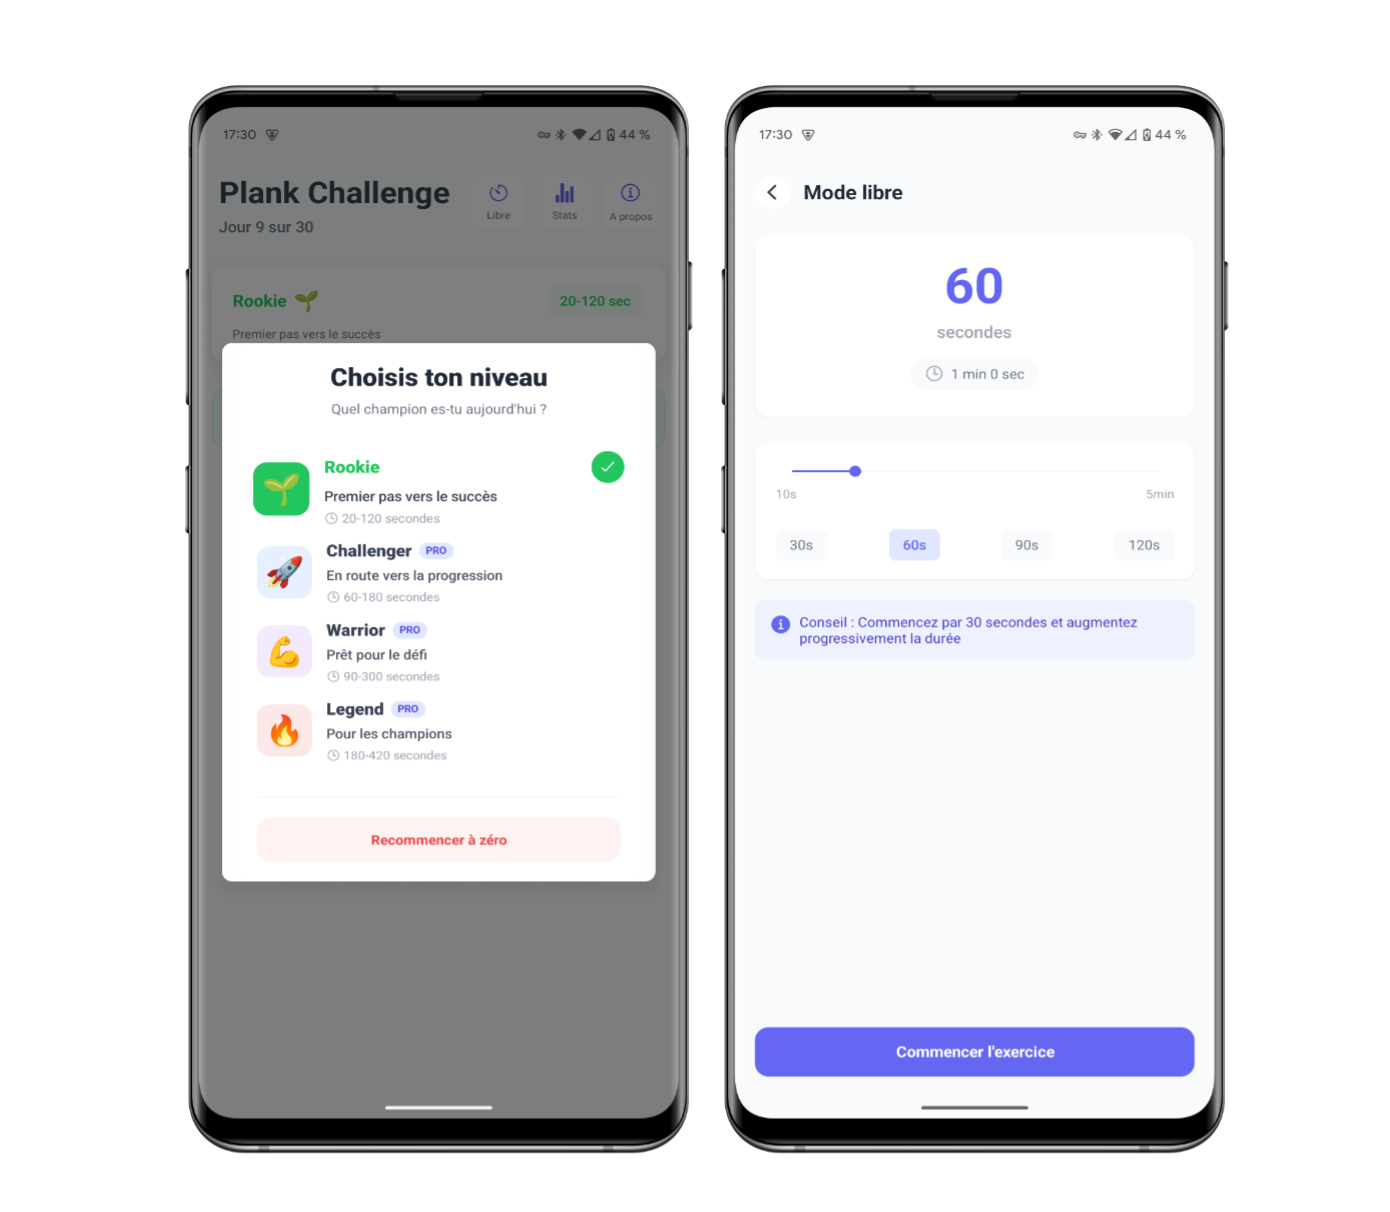 17:30
44 %
Plank Challenge
Jour 9 sur 30
Libre
Stats
A propos
Rookie
20-120 sec
Premier pas vers le succès
Choisis ton niveau
Quel champion es-tu aujourd'hui ?
Rookie
Premier pas vers le succès
20-120 secondes
Challenger PRO
En route vers la progression
60-180 secondes
Warrior PRO
Prêt pour le défi
90-300 secondes
Legend PRO
Pour les champions
180-420 secondes
Recommencer à zéro
17:30
44 %
Mode libre
60
secondes
1 min 0 sec
10s
5min
30s
60s
90s
120s
Conseil : Commencez par 30 secondes et augmentez
progressivement la durée
Commencer l'exercice